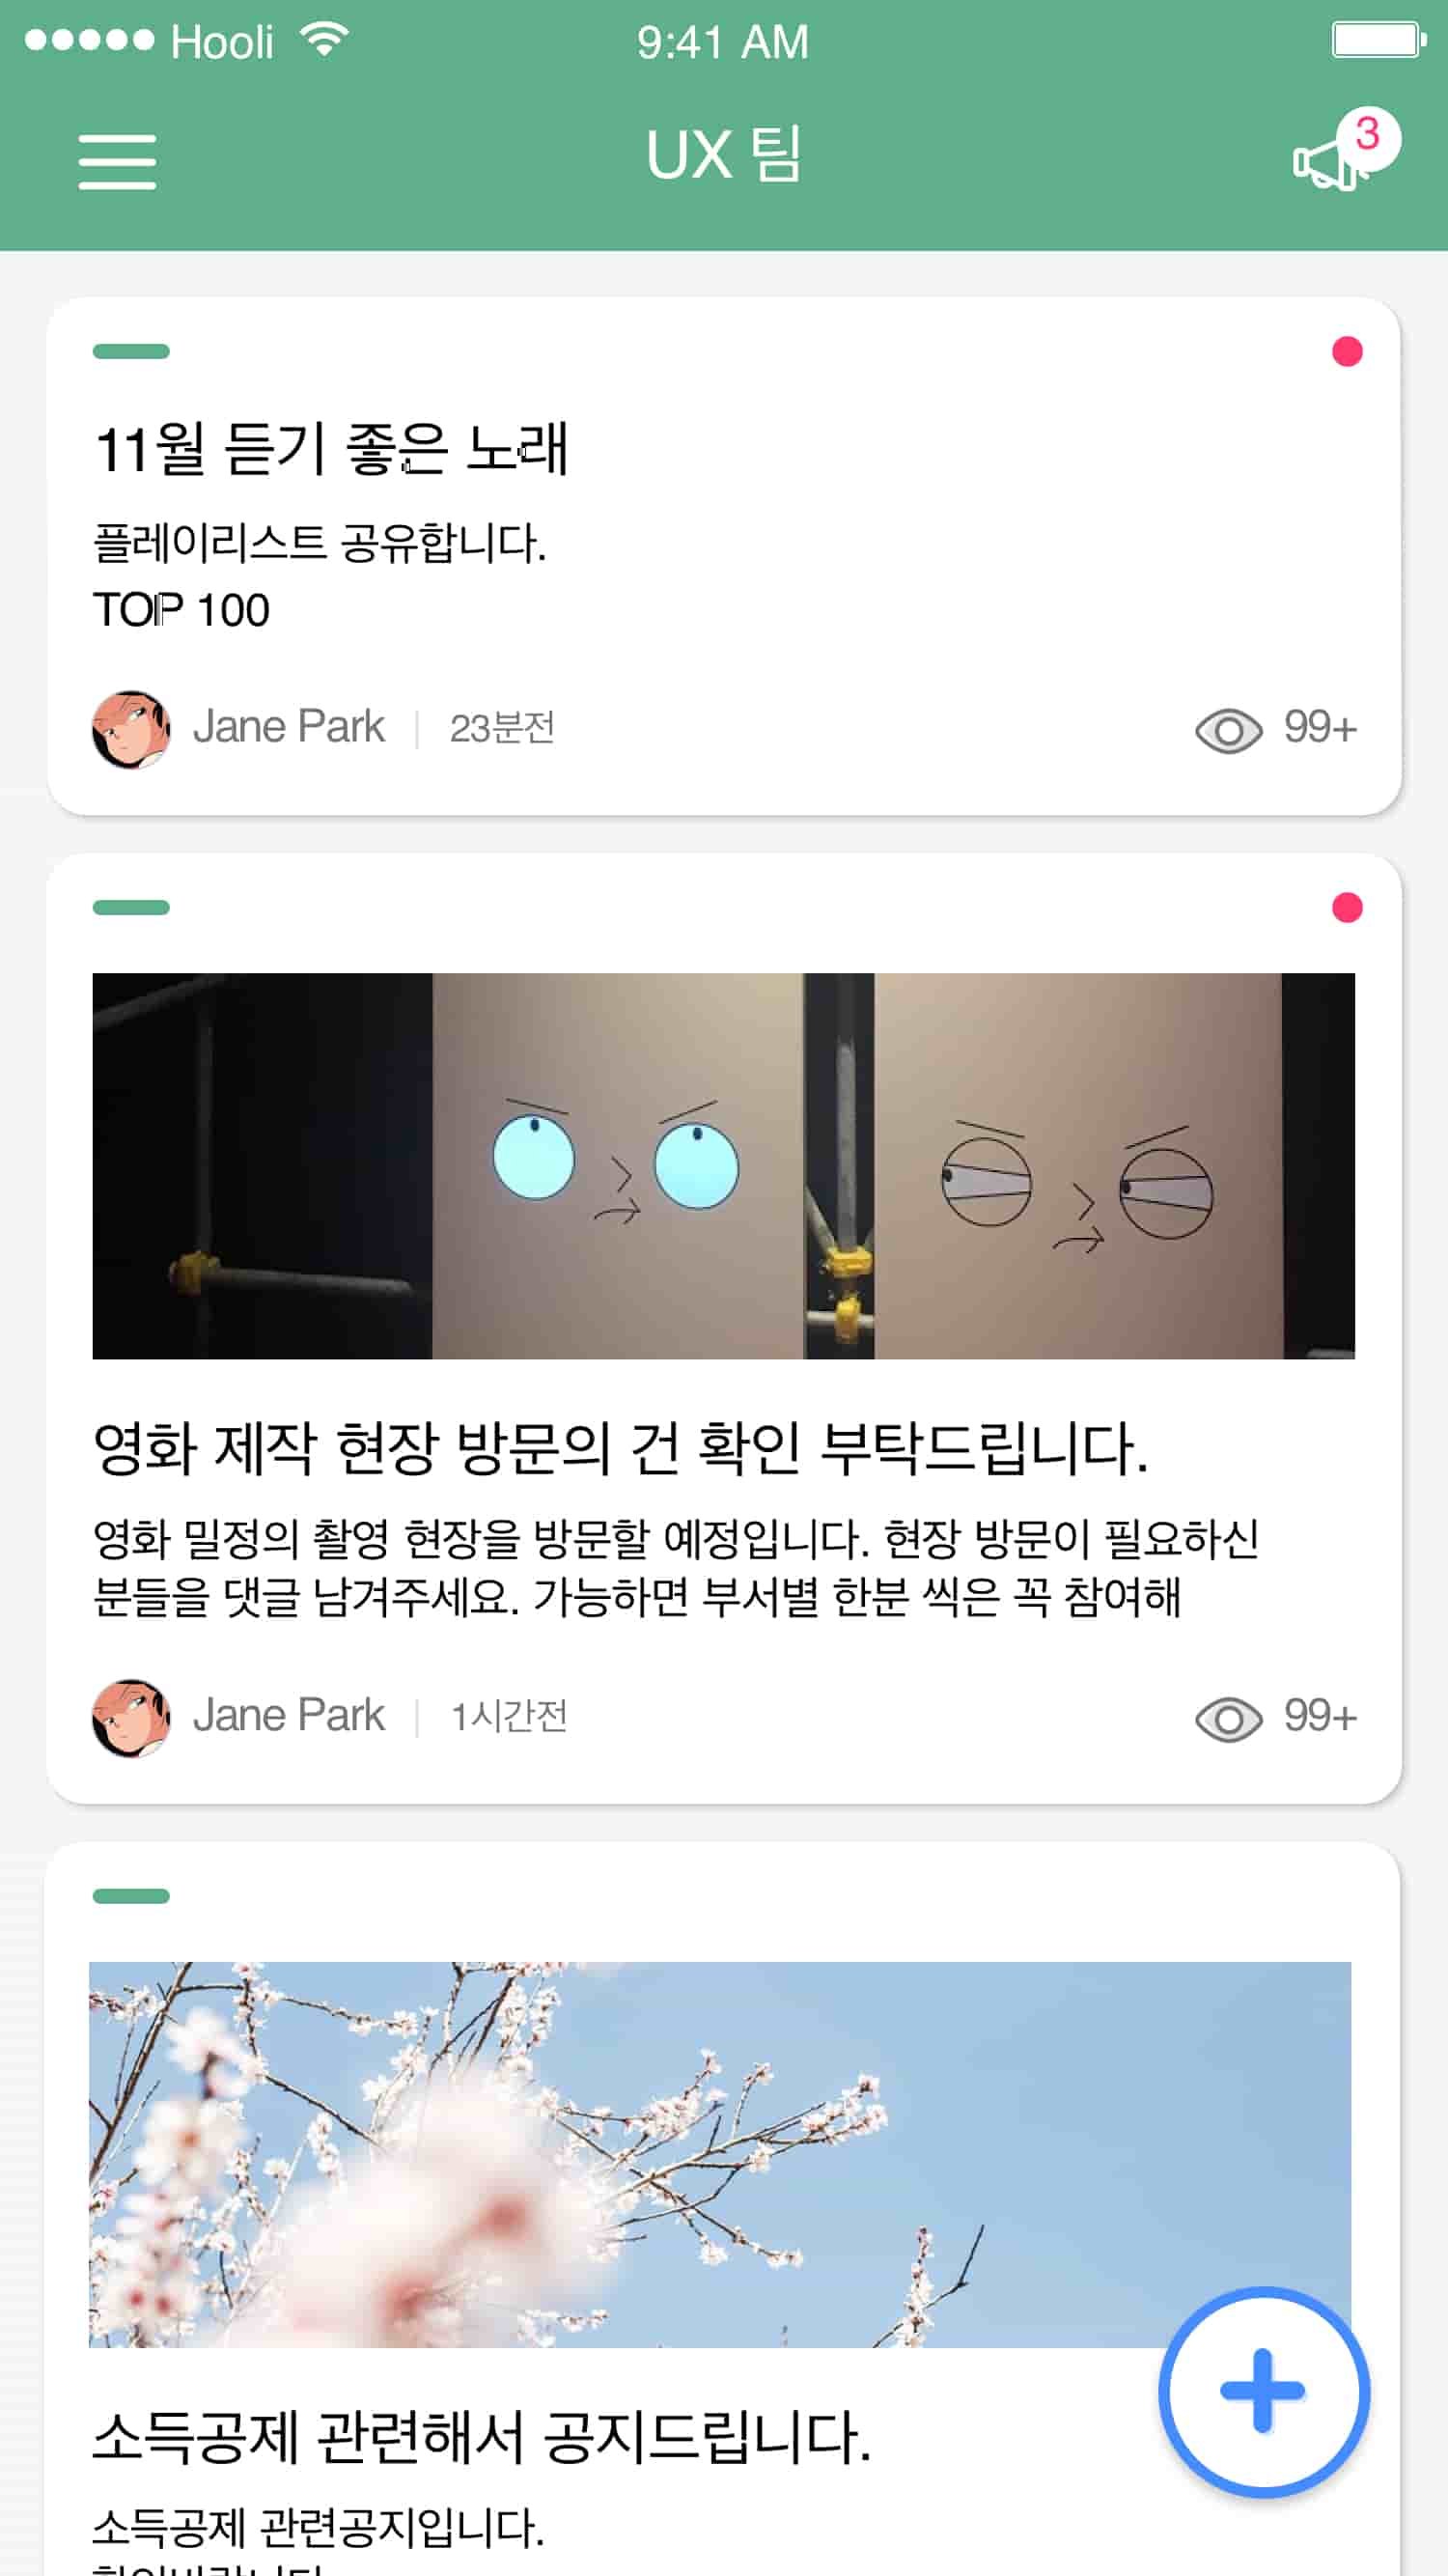 Hooli 9:41 AM
UX 팀 3
11월 듣기 좋은 노래
플레이리스트 공유합니다.
TOP 100
Jane Park | 23분전 99+
영화 제작 현장 방문의 건 확인 부탁드립니다.
영화 밀정의 촬영 현장을 방문할 예정입니다. 현장 방문이 필요하신
분들을 댓글 남겨주세요. 가능하면 부서별 한분 씩은 꼭 참여해
Jane Park | 1시간전 99+
소득공제 관련해서 공지드립니다.
소득공제 관련공지입니다.